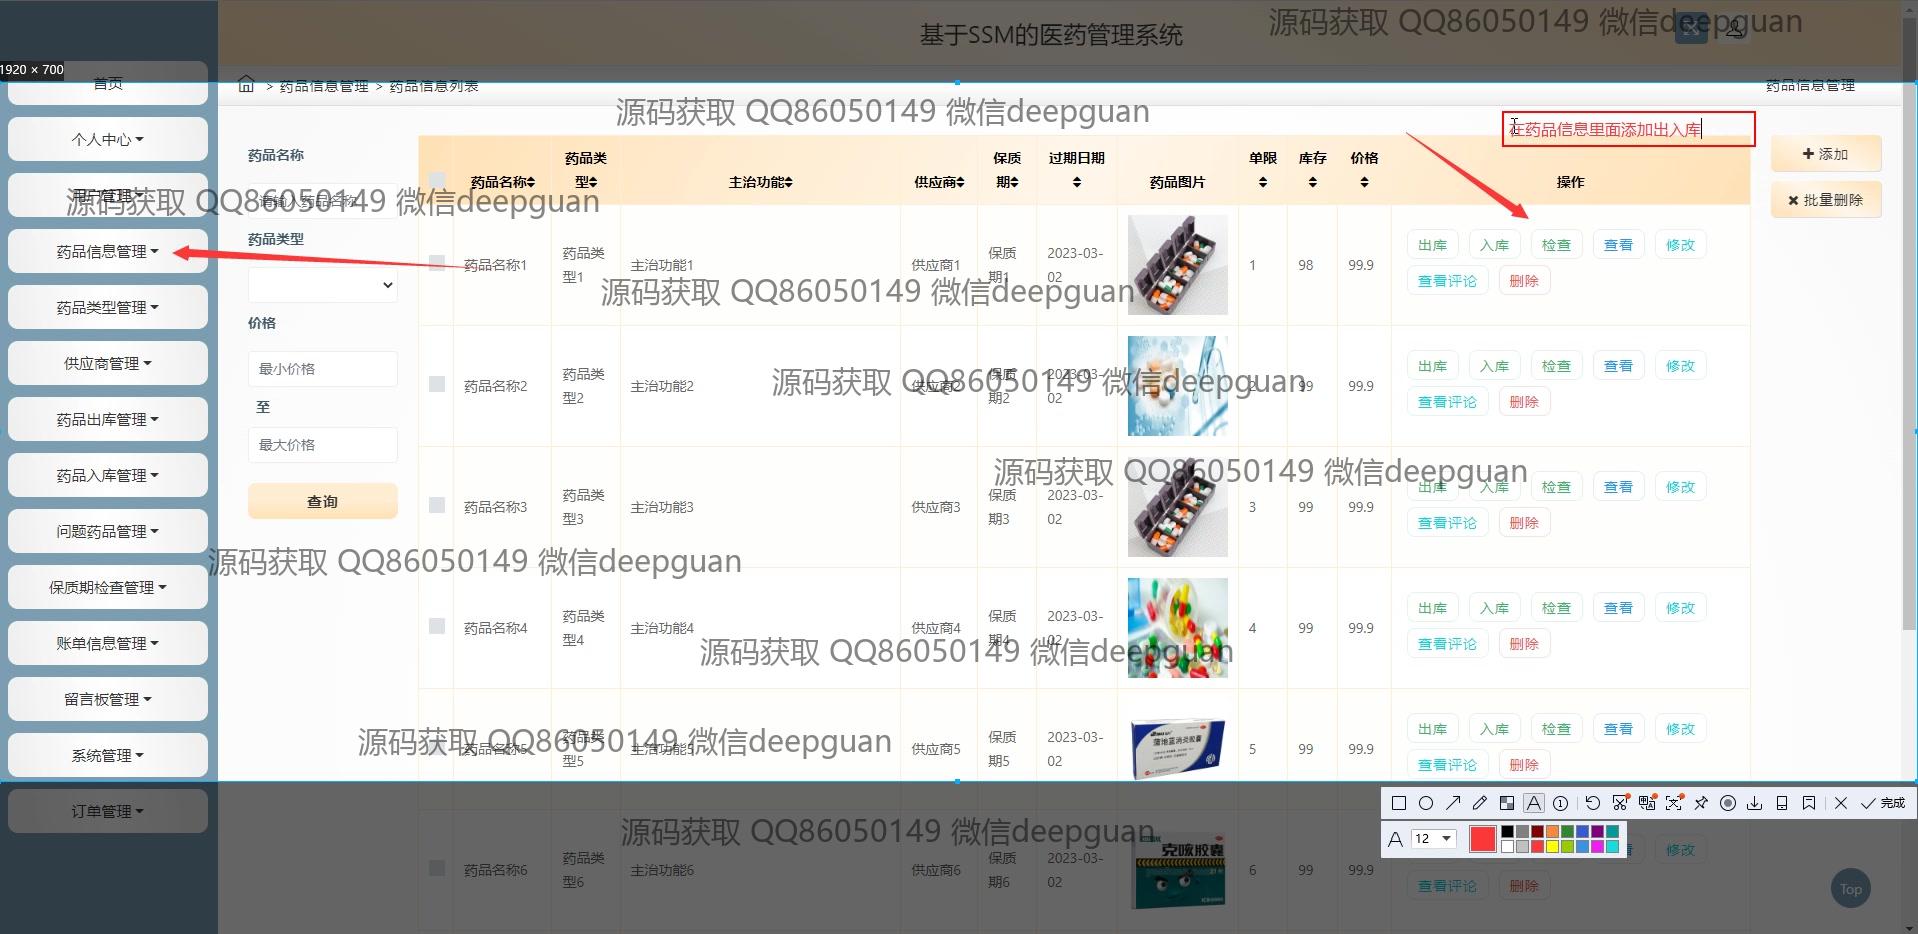 基于SSM的医药管理系统
源码获取 QQ86050149 微信deepguan
1920 × 700
首页
> 药品信息管理 > 药品信息列表
药品信息管理
源码获取 QQ86050149 微信deepguan
在药品信息里面添加出入库
个人中心
用户管理
药品信息管理
药品类型管理
供应商管理
药品出库管理
药品入库管理
问题药品管理
保质期检查管理
账单信息管理
留言板管理
系统管理
订单管理
药品名称
请输入药品名称
源码获取 QQ86050149 微信deepguan
药品类型
价格
最小价格
至
最大价格
查询
添加
批量删除
药品名称 药品类型 主治功能 供应商 保质期 过期日期 药品图片 单限 库存 价格 操作
药品名称1 药品类型1 主治功能1 供应商1 保质期1 2023-03-02 1 98 99.9 出库 入库 检查 查看 修改
查看评论 删除
源码获取 QQ86050149 微信deepguan
药品名称2 药品类型2 主治功能2 供应商2 保质期2 2023-03-02 2 99 99.9 出库 入库 检查 查看 修改
查看评论 删除
源码获取 QQ86050149 微信deepguan
药品名称3 药品类型3 主治功能3 供应商3 保质期3 2023-03-02 3 99 99.9 出库 入库 检查 查看 修改
查看评论 删除
源码获取 QQ86050149 微信deepguan
源码获取 QQ86050149 微信deepguan
药品名称4 药品类型4 主治功能4 供应商4 保质期4 2023-03-02 4 99 99.9 出库 入库 检查 查看 修改
查看评论 删除
源码获取 QQ86050149 微信deepguan
药品名称5 药品类型5 主治功能5 供应商5 保质期5 2023-03-02 5 99 99.9 出库 入库 检查 查看 修改
查看评论 删除
蒲地蓝消炎胶囊
源码获取 QQ86050149 微信deepguan
完成
A 12
源码获取 QQ86050149 微信deepguan
药品名称6 药品类型6 主治功能6 供应商6 保质期6 2023-03-02 6 99 99.9 修改
查看评论 删除
克咳胶囊
Top